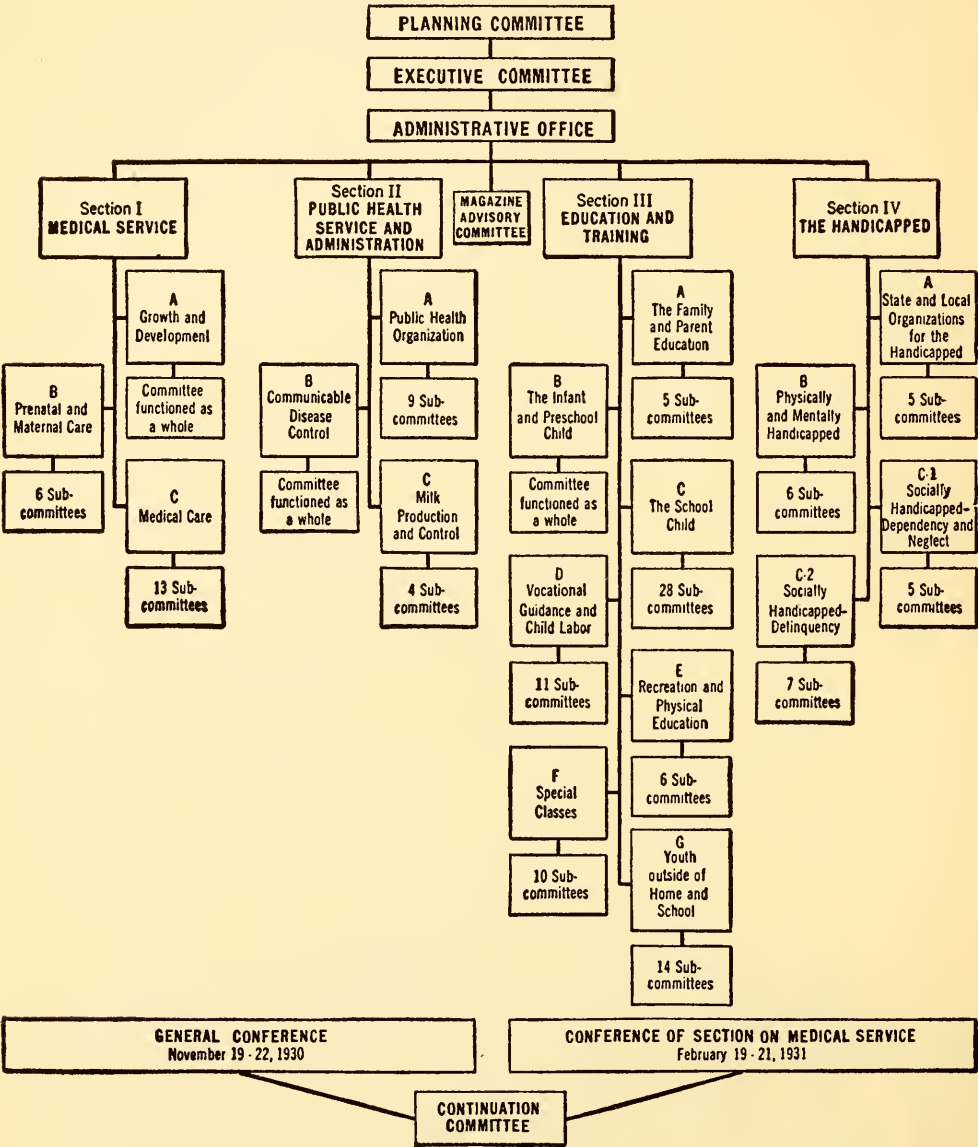 PLANNING COMMITTEE
EXECUTIVE COMMITTEE
ADMINISTRATIVE OFFICE
Section I
MEDICAL SERVICE
Section II
PUBLIC HEALTH
SERVICE AND
ADMINISTRATION
MAGAZINE
ADVISORY
COMMITTEE
Section III
EDUCATION AND
TRAINING
Section IV
THE HANDICAPPED
A
Growth and
Development
Committee
functioned as
a whole
B
Prenatal and
Maternal Care
6 Sub-
committees
C
Medical Care
13 Sub-
committees
A
Public Health
Organization
9 Sub-
committees
B
Communicable
Disease
Control
Committee
functioned as
a whole
C
Milk
Production
and Control
4 Sub-
committees
A
The Family
and Parent
Education
5 Sub-
committees
B
The Infant
and Preschool
Child
Committee
functioned as
a whole
C
The School
Child
28 Sub-
committees
D
Vocational
Guidance and
Child Labor
11 Sub-
committees
E
Recreation and
Physical
Education
6 Sub-
committees
F
Special
Classes
10 Sub-
committees
G
Youth
outside of
Home and
School
14 Sub-
committees
A
State and Local
Organizations
for the
Handicapped
5 Sub-
committees
B
Physically
and Mentally
Handicapped
6 Sub-
committees
C-1
Socially
Handicapped-
Dependency and
Neglect
5 Sub-
committees
C-2
Socially
Handicapped-
Delinquency
7 Sub-
committees
GENERAL CONFERENCE
November 19 - 22, 1930
CONFERENCE OF SECTION ON MEDICAL SERVICE
February 19 - 21, 1931
CONTINUATION
COMMITTEE